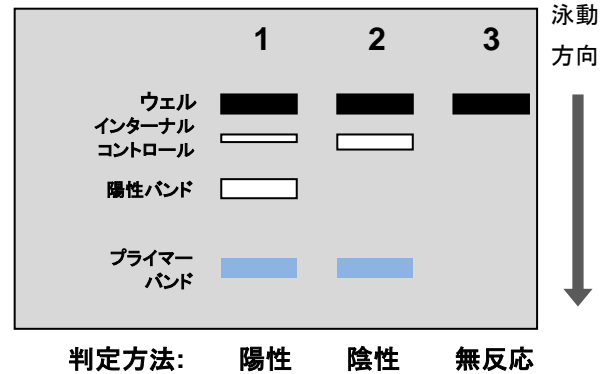 泳動
方向
1 2 3
ウェル
インターナル
コントロール
陽性バンド
プライマー
バンド
判定方法: 陽性 陰性 無反応